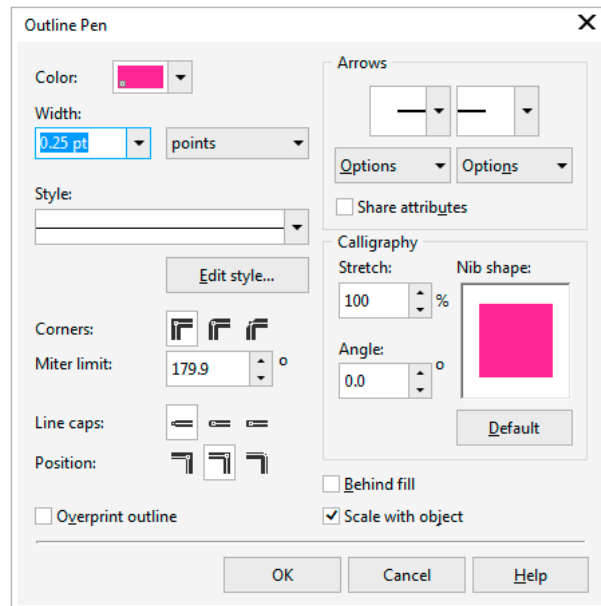 Outline Pen
Color:
Width:
0.25 pt
points
Style:
Edit style...
Corners:
Miter limit:
179.9
o
Line caps:
Position:
Overprint outline
Arrows
Options
Options
Share attributes
Calligraphy
Stretch:
Nib shape:
100
%
Angle:
0.0
o
Default
Behind fill
Scale with object
OK
Cancel
Help